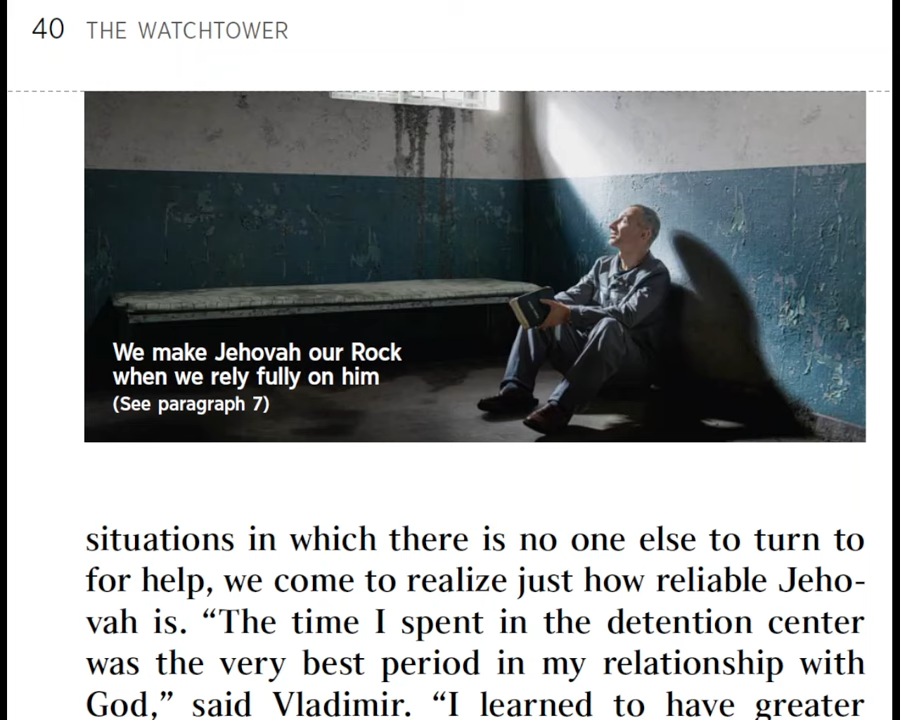 40 THE WATCHTOWER
We make Jehovah our Rock
when we rely fully on him
(See paragraph 7)
situations in which there is no one else to turn to
for help, we come to realize just how reliable Jeho-
vah is. “The time I spent in the detention center
was the very best period in my relationship with
God,” said Vladimir. “I learned to have greater